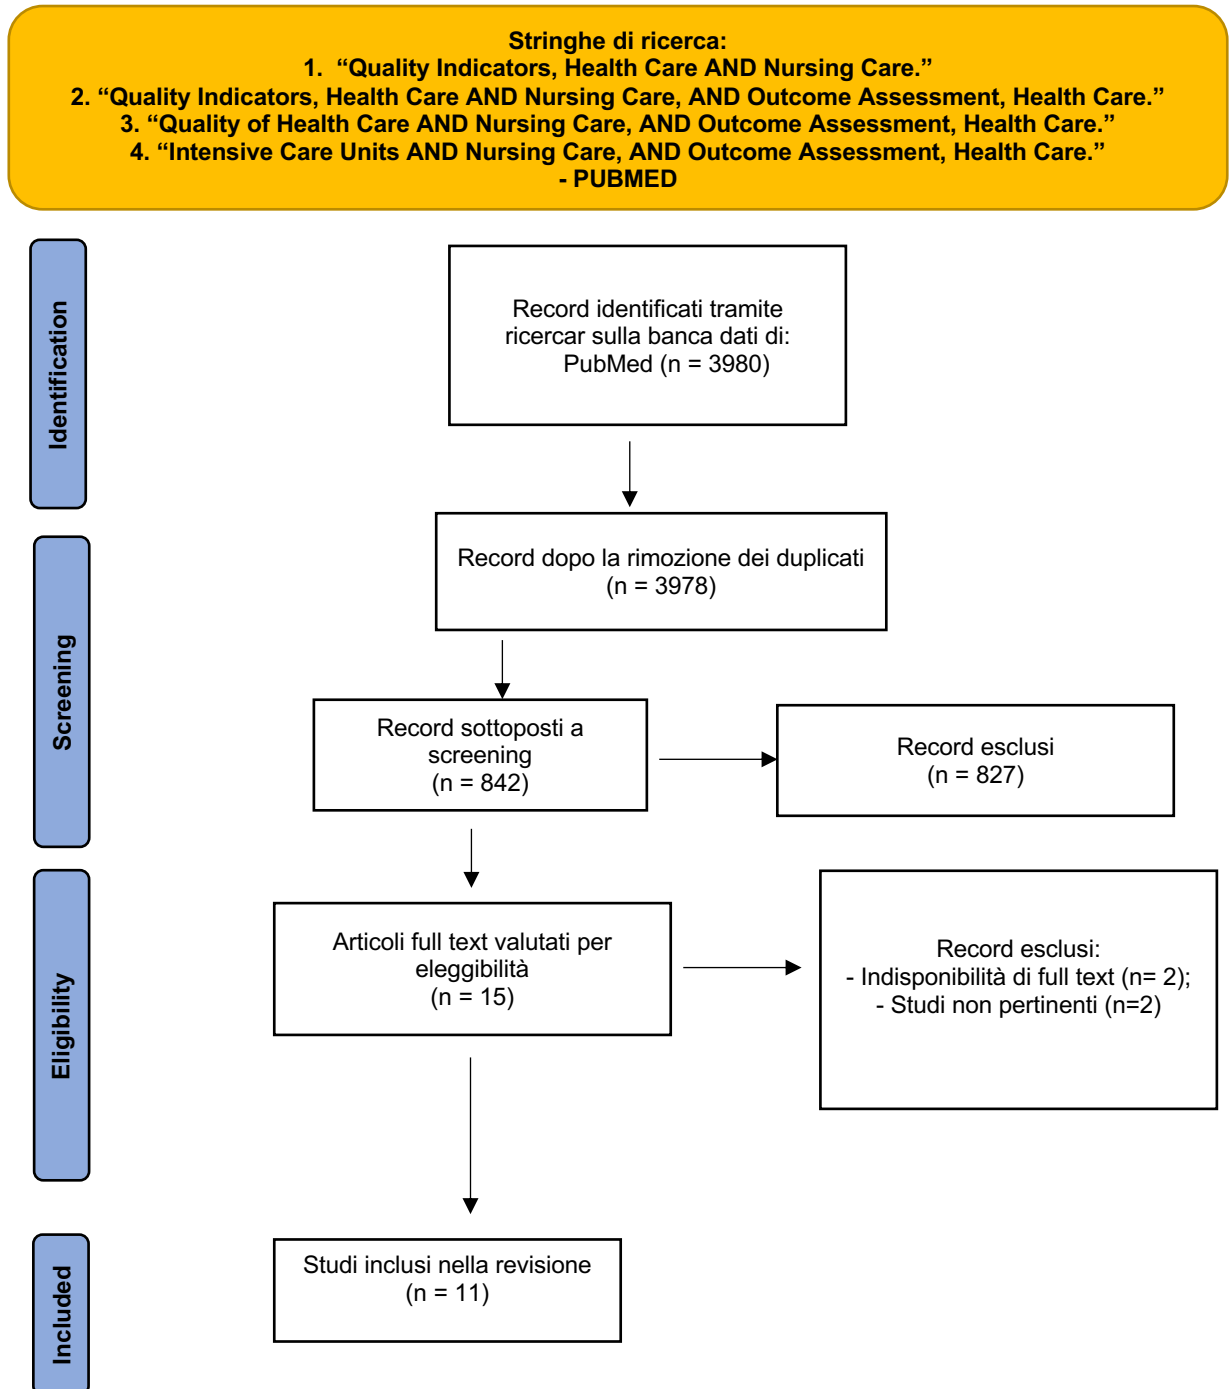 Stringhe di ricerca:
1. “Quality Indicators, Health Care AND Nursing Care.”
2. “Quality Indicators, Health Care AND Nursing Care, AND Outcome Assessment, Health Care.”
3. “Quality of Health Care AND Nursing Care, AND Outcome Assessment, Health Care.”
4. “Intensive Care Units AND Nursing Care, AND Outcome Assessment, Health Care.”
- PUBMED
Identification
Record identificati tramite
ricercar sulla banca dati di:
PubMed (n = 3980)
Screening
Record dopo la rimozione dei duplicati
(n = 3978)
Record sottoposti a
screening
(n = 842)
Record esclusi
(n = 827)
Eligibility
Articoli full text valutati per
eleggibilità
(n = 15)
Record esclusi:
- Indisponibilità di full text (n= 2);
- Studi non pertinenti (n=2)
Included
Studi inclusi nella revisione
(n = 11)